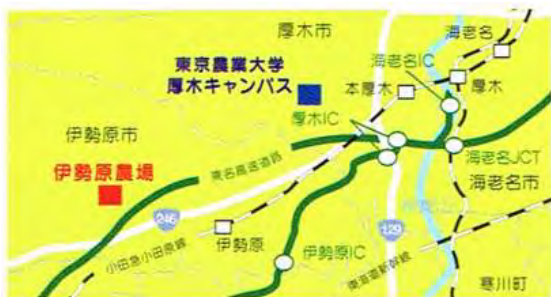 厚木市
海老名
東京農業大学
厚木キャンパス
海老名IC
本厚木
厚木
厚木IC
伊勢原市
伊勢原農場
東名高速道路
海老名JCT
海老名市
246
伊勢原
129
小田急小田原線
伊勢原IC
東海道新幹線
寒川町